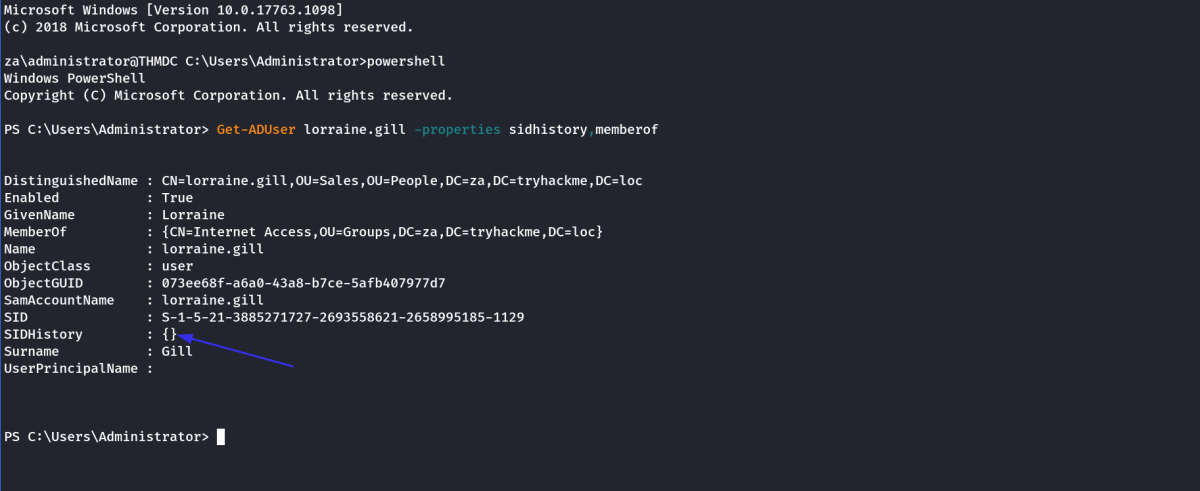 Microsoft Windows [Version 10.0.17763.1098]
(c) 2018 Microsoft Corporation. All rights reserved.
za\administrator@THMDC C:\Users\Administrator>powershell
Windows PowerShell
Copyright (C) Microsoft Corporation. All rights reserved.
PS C:\Users\Administrator> Get-ADUser lorraine.gill -properties sidhistory,memberof
DistinguishedName : CN=lorraine.gill,OU=Sales,OU=People,DC=za,DC=tryhackme,DC=loc
Enabled           : True
GivenName         : Lorraine
MemberOf          : {CN=Internet Access,OU=Groups,DC=za,DC=tryhackme,DC=loc}
Name              : lorraine.gill
ObjectClass       : user
ObjectGUID        : 073ee68f-a6a0-43a8-b7ce-5afb407977d7
SamAccountName    : lorraine.gill
SID               : S-1-5-21-3885271727-2693558621-2658995185-1129
SIDHistory        : {}
Surname           : Gill
UserPrincipalName :
PS C:\Users\Administrator>